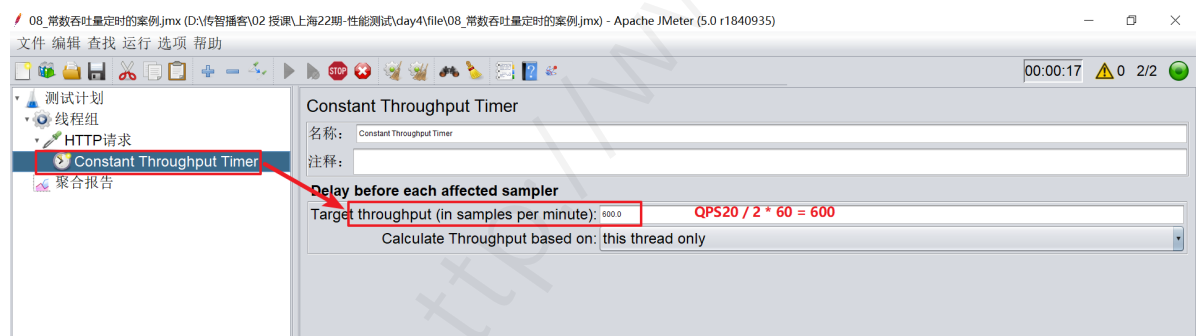 08_常数吞吐量定时的案例.jmx (D:\传智播客\02 授课\上海22期-性能测试\day4\file\08_常数吞吐量定时的案例.jmx) - Apache JMeter (5.0 r1840935)
文件 编辑 查找 运行 选项 帮助
STOP
00:00:17 0 2/2
测试计划
线程组
HTTP请求
Constant Throughput Timer
聚合报告
Constant Throughput Timer
名称： Constant Throughput Timer
注释：
Delay before each affected sampler
Target throughput (in samples per minute): 600.0 QPS20 / 2 * 60 = 600
Calculate Throughput based on: this thread only